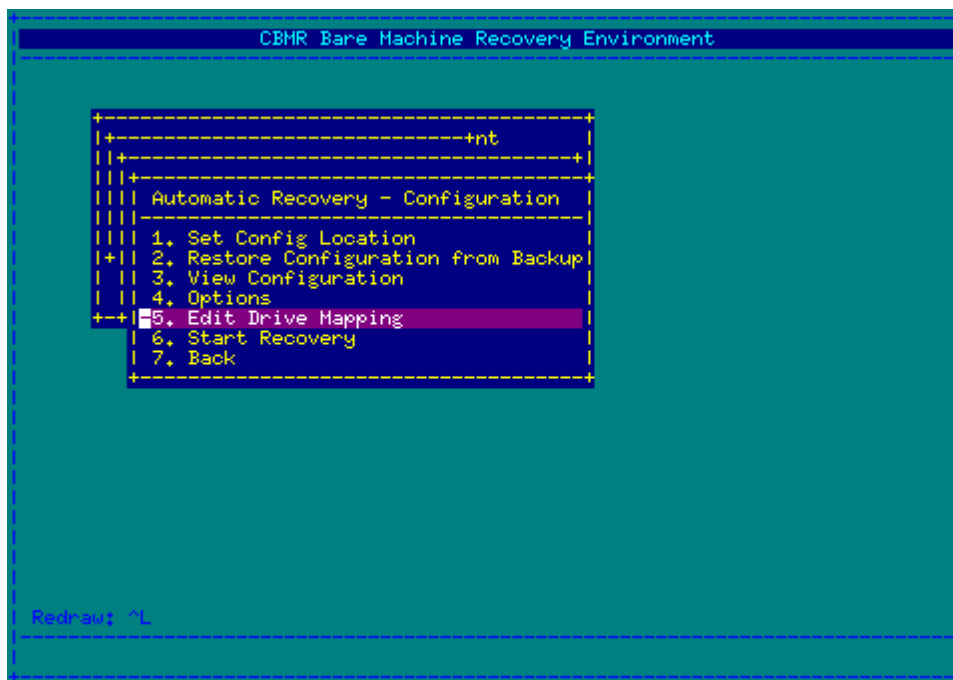 CBMR Bare Machine Recovery Environment
nt
Automatic Recovery - Configuration
1. Set Config Location
2. Restore Configuration from Backup
3. View Configuration
4. Options
5. Edit Drive Mapping
6. Start Recovery
7. Back
Redraw: ^L